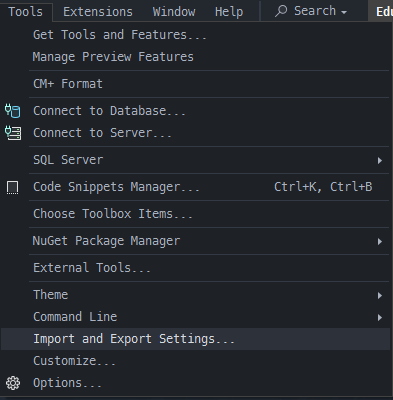 Tools Extensions Window Help Search Edu
Get Tools and Features...
Manage Preview Features
CM+ Format
Connect to Database...
Connect to Server...
SQL Server
Code Snippets Manager... Ctrl+K, Ctrl+B
Choose Toolbox Items...
NuGet Package Manager
External Tools...
Theme
Command Line
Import and Export Settings...
Customize...
Options...